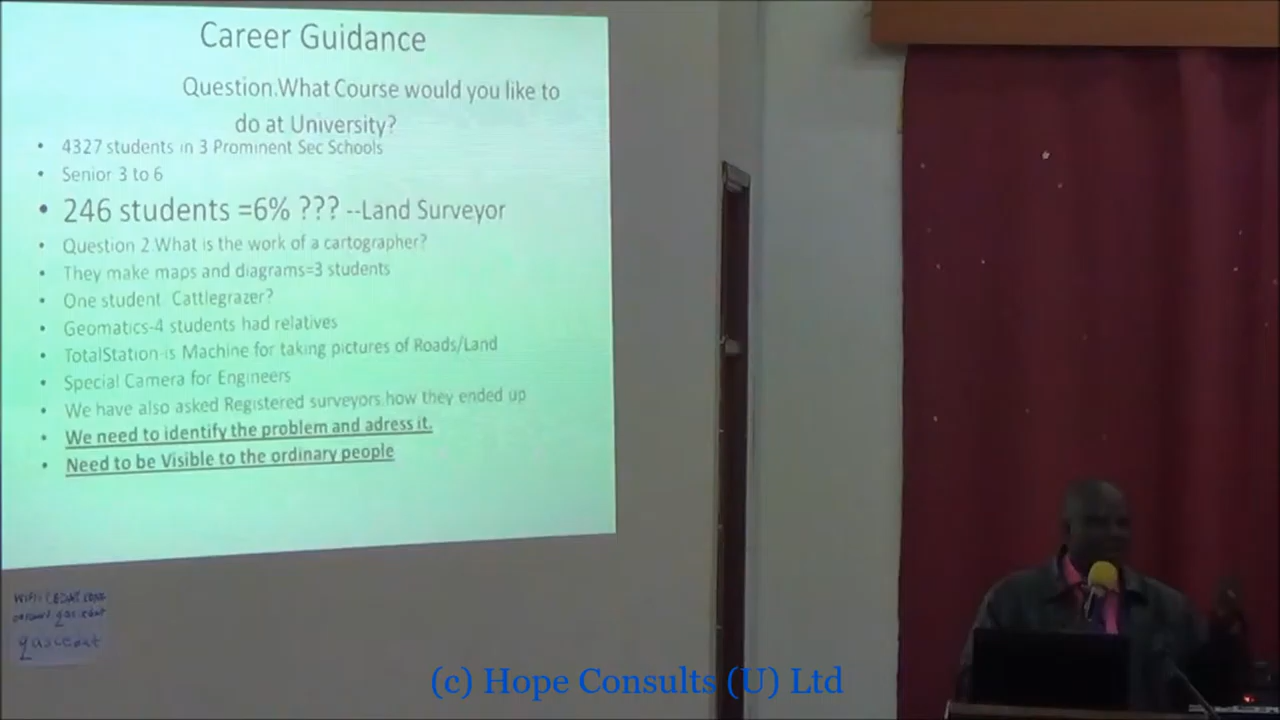 Career Guidance
Question.What Course would you like to
do at University?
• 4327 students in 3 Prominent Sec Schools
• Senior 3 to 6
• 246 students =6% ??? --Land Surveyor
• Question 2 What is the work of a cartographer?
• They make maps and diagrams=3 students
• One student Cattlegrazer?
• Geomatics-4 students had relatives
• TotalStation-is Machine for taking pictures of Roads/Land
• Special Camera for Engineers
• We have also asked Registered surveyors how they ended up
• We need to identify the problem and adress it.
• Need to be Visible to the ordinary people
WIFI:
(c) Hope Consults (U) Ltd